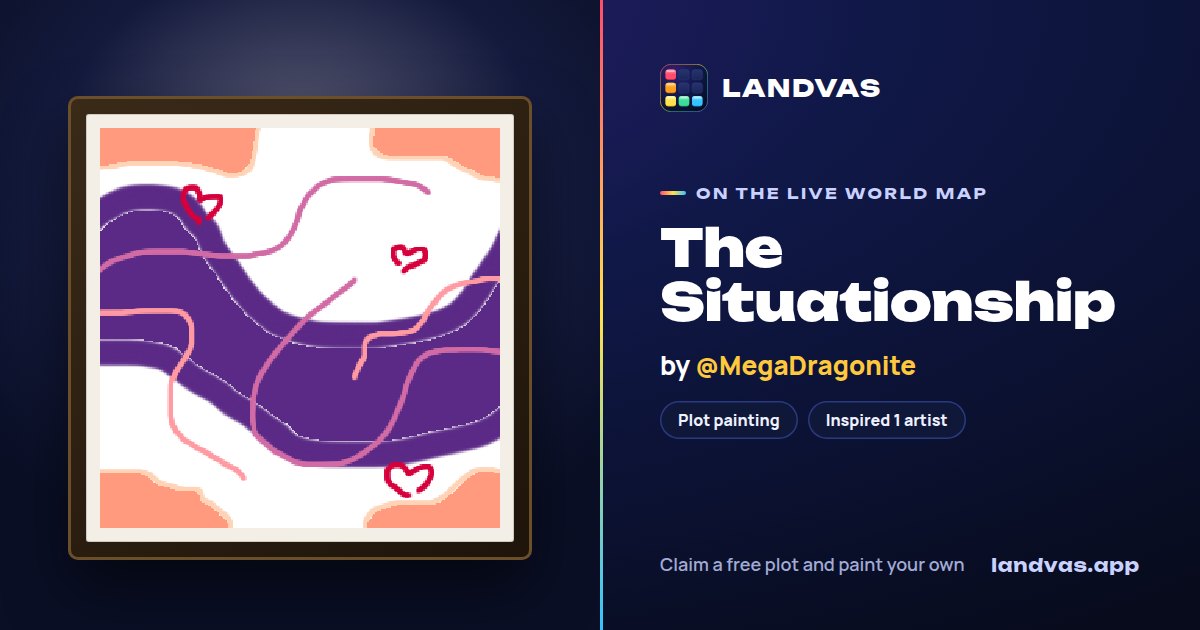 LANDVAS
ON THE LIVE WORLD MAP
The
Situationship
by @MegaDragonite
Plot painting
Inspired 1 artist
Claim a free plot and paint your own
landvas.app